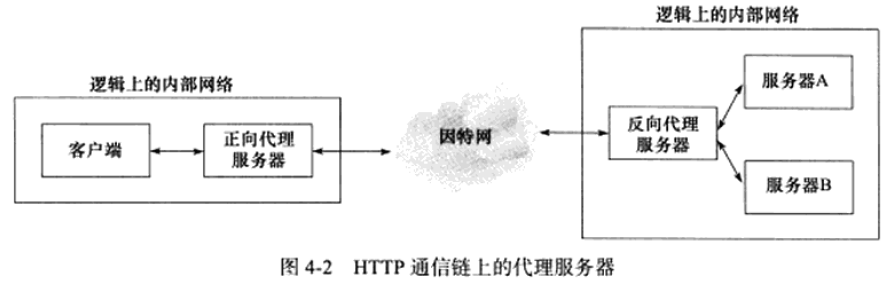 逻辑上的内部网络
客户端
正向代理
服务器
因特网
逻辑上的内部网络
反向代理
服务器
服务器A
服务器B
图 4-2 HTTP 通信链上的代理服务器